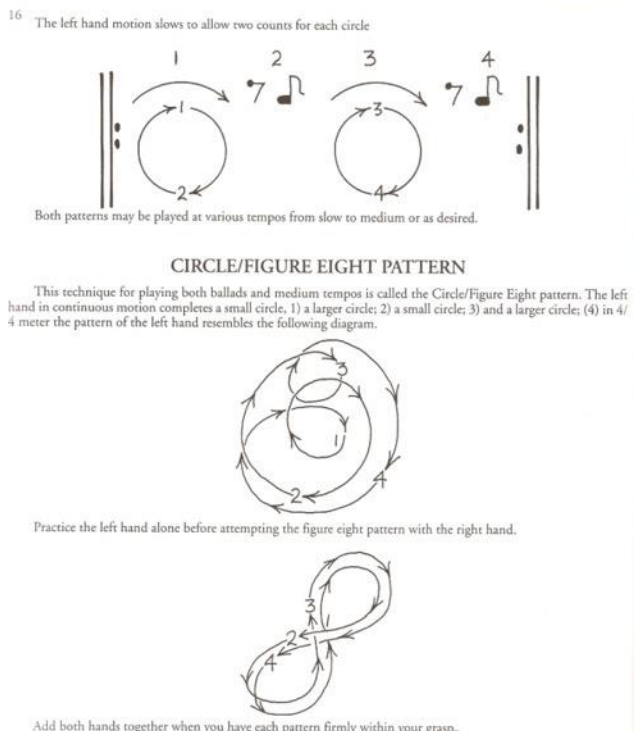 16
The left hand motion slows to allow two counts for each circle
1 2 3 4
1 3
2 4
Both patterns may be played at various tempos from slow to medium or as desired.
CIRCLE/FIGURE EIGHT PATTERN
This technique for playing both ballads and medium tempos is called the Circle/Figure Eight pattern. The left
hand in continuous motion completes a small circle, 1) a larger circle; 2) a small circle; 3) and a larger circle; (4) in 4/
4 meter the pattern of the left hand resembles the following diagram.
3
1
4
2
Practice the left hand alone before attempting the figure eight pattern with the right hand.
3 1
2
4
Add both hands together when you have each pattern firmly within your grasp.